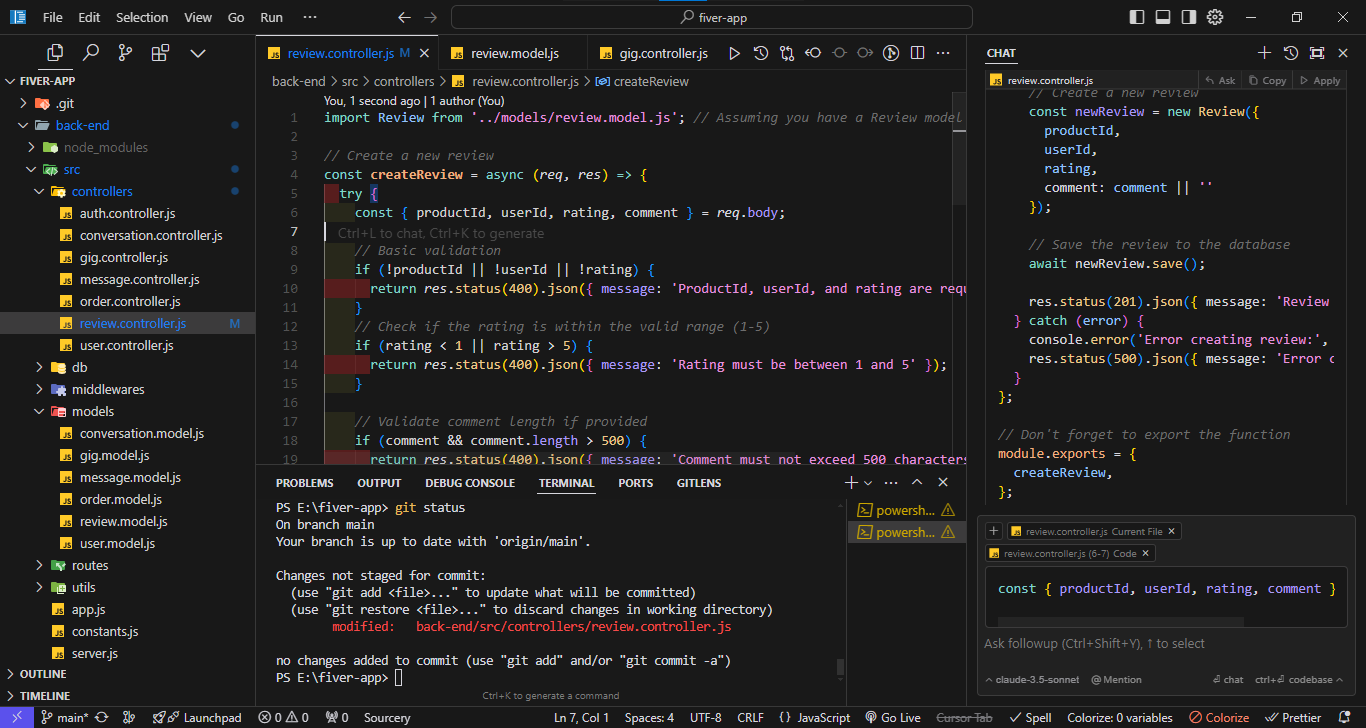 File Edit Selection View Go Run ··· fiver-app
FIVER-APP
.git
back-end
node_modules
src
controllers
auth.controller.js
conversation.controller.js
gig.controller.js
message.controller.js
order.controller.js
review.controller.js M
user.controller.js
db
middlewares
models
conversation.model.js
gig.model.js
message.model.js
order.model.js
review.model.js
user.model.js
routes
utils
app.js
constants.js
server.js
OUTLINE
TIMELINE
review.controller.js M review.model.js gig.controller.js
back-end > src > controllers > review.controller.js > createReview
You, 1 second ago | 1 author (You)
1 import Review from '../models/review.model.js'; // Assuming you have a Review model
2
3 // Create a new review
4 const createReview = async (req, res) => {
5 try {
6 const { productId, userId, rating, comment } = req.body;
7 Ctrl+L to chat, Ctrl+K to generate
8 // Basic validation
9 if (!productId || !userId || !rating) {
10 return res.status(400).json({ message: 'ProductId, userId, and rating are requ
11 }
12 // Check if the rating is within the valid range (1-5)
13 if (rating < 1 || rating > 5) {
14 return res.status(400).json({ message: 'Rating must be between 1 and 5' });
15 }
16
17 // Validate comment length if provided
18 if (comment && comment.length > 500) {
19 return res.status(400).json({ message: 'Comment must not exceed 500 characters
PROBLEMS OUTPUT DEBUG CONSOLE TERMINAL PORTS GITLENS
PS E:\fiver-app> git status
On branch main
Your branch is up to date with 'origin/main'.
Changes not staged for commit:
(use "git add <file>..." to update what will be committed)
(use "git restore <file>..." to discard changes in working directory)
modified: back-end/src/controllers/review.controller.js
no changes added to commit (use "git add" and/or "git commit -a")
PS E:\fiver-app>
Ctrl+K to generate a command
powersh...
powersh...
CHAT
review.controller.js Ask Copy Apply
// Create a new review
const newReview = new Review({
productId,
userId,
rating,
comment: comment || ''
});
// Save the review to the database
await newReview.save();
res.status(201).json({ message: 'Review
} catch (error) {
console.error('Error creating review:',
res.status(500).json({ message: 'Error c
}
};
// Don't forget to export the function
module.exports = {
createReview,
};
+ review.controller.js Current File ×
review.controller.js (6-7) Code ×
const { productId, userId, rating, comment }
Ask followup (Ctrl+Shift+Y), ↑ to select
claude-3.5-sonnet @ Mention ⏎ chat ctrl+⏎ codebase
main* Launchpad 0 0 0 Sourcery Ln 7, Col 1 Spaces: 4 UTF-8 CRLF {} JavaScript Go Live Cursor Tab Spell Colorize: 0 variables Colorize Prettier